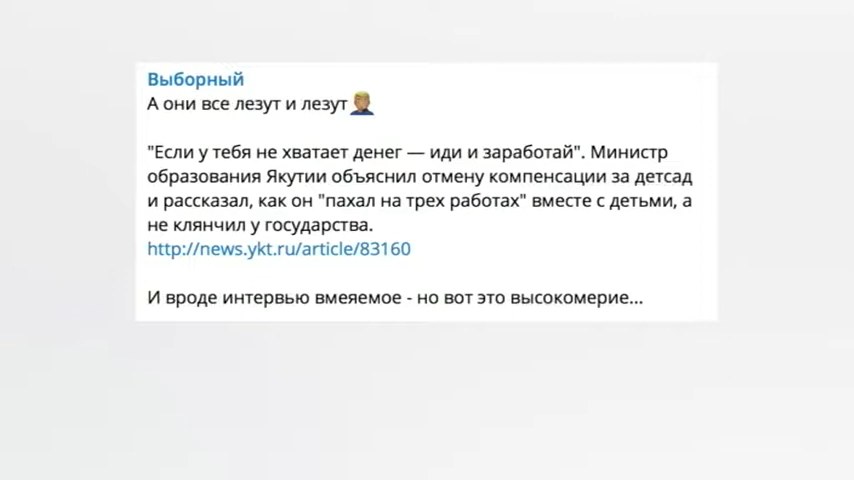 Выборный
А они все лезут и лезут🤦🏽‍♂️
"Если у тебя не хватает денег — иди и заработай". Министр
образования Якутии объяснил отмену компенсации за детсад
и рассказал, как он "пахал на трех работах" вместе с детьми, а
не клянчил у государства.
http://news.ykt.ru/article/83160
И вроде интервью вмеяемое - но вот это высокомерие...